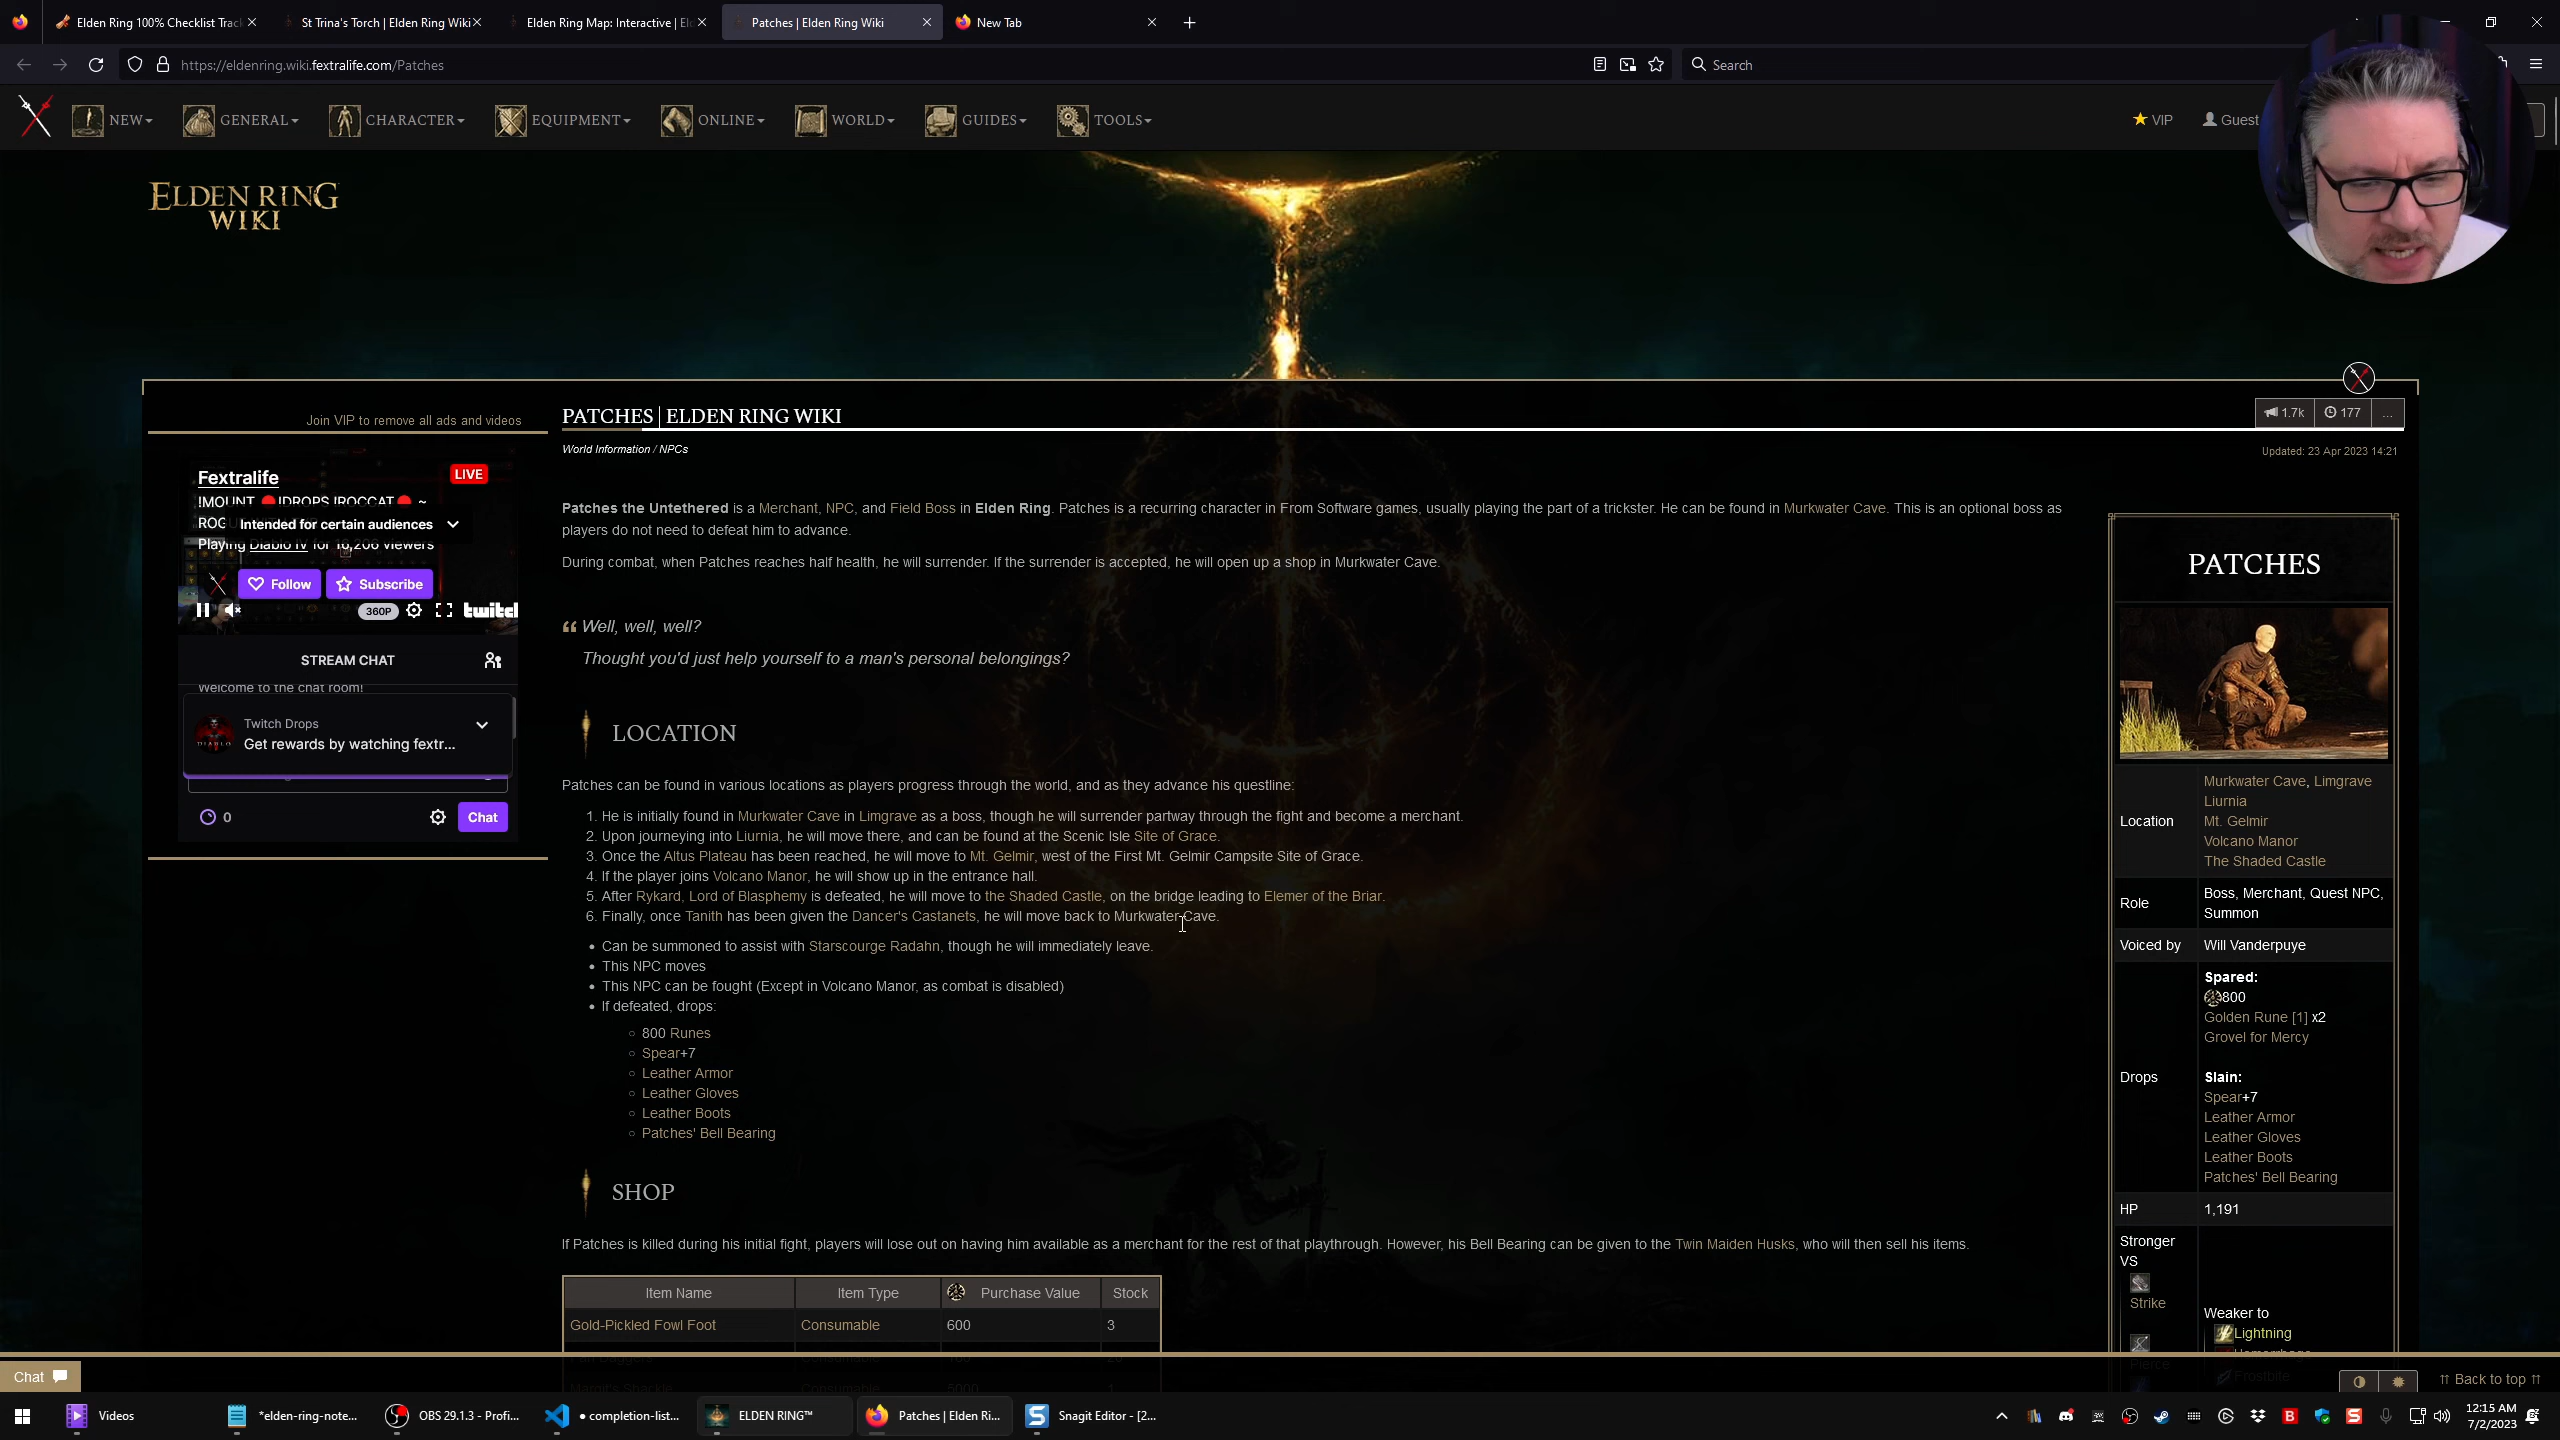 Elden Ring 100% Checklist Track
St Trina's Torch | Elden Ring Wiki
Elden Ring Map: Interactive | Eld
Patches | Elden Ring Wiki
New Tab
https://eldenring.wiki.fextralife.com/Patches
Search
NEW
GENERAL
CHARACTER
EQUIPMENT
ONLINE
WORLD
GUIDES
TOOLS
VIP
Guest
ELDEN RING
WIKI
Join VIP to remove all ads and videos
PATCHES | ELDEN RING WIKI
1.7k
177
...
World Information / NPCs
Updated: 23 Apr 2023 14:21
Fextralife
LIVE
!MOUNT 🔴!DROPS !ROCCAT🔴 ~
Intended for certain audiences
Playing Diablo IV for 16,206 viewers
Follow
Subscribe
360P
twitch
STREAM CHAT
Welcome to the chat room!
Twitch Drops
Get rewards by watching fextr...
0
Chat
Patches the Untethered is a Merchant, NPC, and Field Boss in Elden Ring. Patches is a recurring character in From Software games, usually playing the part of a trickster. He can be found in Murkwater Cave. This is an optional boss as
players do not need to defeat him to advance.
During combat, when Patches reaches half health, he will surrender. If the surrender is accepted, he will open up a shop in Murkwater Cave.
Well, well, well?
Thought you'd just help yourself to a man's personal belongings?
LOCATION
Patches can be found in various locations as players progress through the world, and as they advance his questline:
1. He is initially found in Murkwater Cave in Limgrave as a boss, though he will surrender partway through the fight and become a merchant.
2. Upon journeying into Liurnia, he will move there, and can be found at the Scenic Isle Site of Grace.
3. Once the Altus Plateau has been reached, he will move to Mt. Gelmir, west of the First Mt. Gelmir Campsite Site of Grace.
4. If the player joins Volcano Manor, he will show up in the entrance hall.
5. After Rykard, Lord of Blasphemy is defeated, he will move to the Shaded Castle, on the bridge leading to Elemer of the Briar.
6. Finally, once Tanith has been given the Dancer's Castanets, he will move back to Murkwater Cave.
• Can be summoned to assist with Starscourge Radahn, though he will immediately leave.
• This NPC moves
• This NPC can be fought (Except in Volcano Manor, as combat is disabled)
• If defeated, drops:
800 Runes
Spear+7
Leather Armor
Leather Gloves
Leather Boots
Patches' Bell Bearing
SHOP
If Patches is killed during his initial fight, players will lose out on having him available as a merchant for the rest of that playthrough. However, his Bell Bearing can be given to the Twin Maiden Husks, who will then sell his items.
Item Name Item Type Purchase Value Stock
Gold-Pickled Fowl Foot Consumable 600 3
PATCHES
Location
Murkwater Cave, Limgrave
Liurnia
Mt. Gelmir
Volcano Manor
The Shaded Castle
Role
Boss, Merchant, Quest NPC,
Summon
Voiced by Will Vanderpuye
Drops
Spared:
800
Golden Rune [1] x2
Grovel for Mercy
Slain:
Spear+7
Leather Armor
Leather Gloves
Leather Boots
Patches' Bell Bearing
HP 1,191
Stronger
VS
Strike
Pierce
Weaker to
Lightning
Hemorrhage
Frostbite
Chat
Back to top
Videos
*elden-ring-note...
OBS 29.1.3 - Profi...
● completion-list...
ELDEN RING™
Patches | Elden Ri...
Snagit Editor - [2...
12:15 AM
7/2/2023